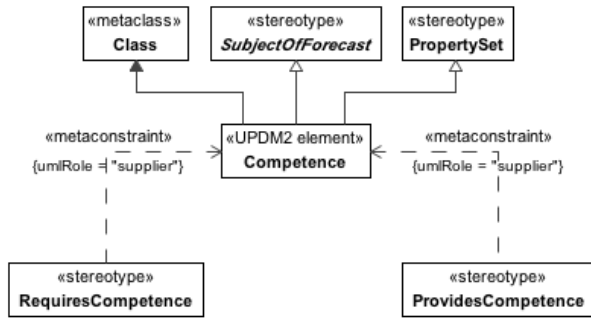 «metaclass»
Class
«stereotype»
SubjectOfForecast
«stereotype»
PropertySet
«metaconstraint»
{umlRole = "supplier"}
«UPDM2 element»
Competence
«metaconstraint»
{umlRole = "supplier"}
«stereotype»
RequiresCompetence
«stereotype»
ProvidesCompetence